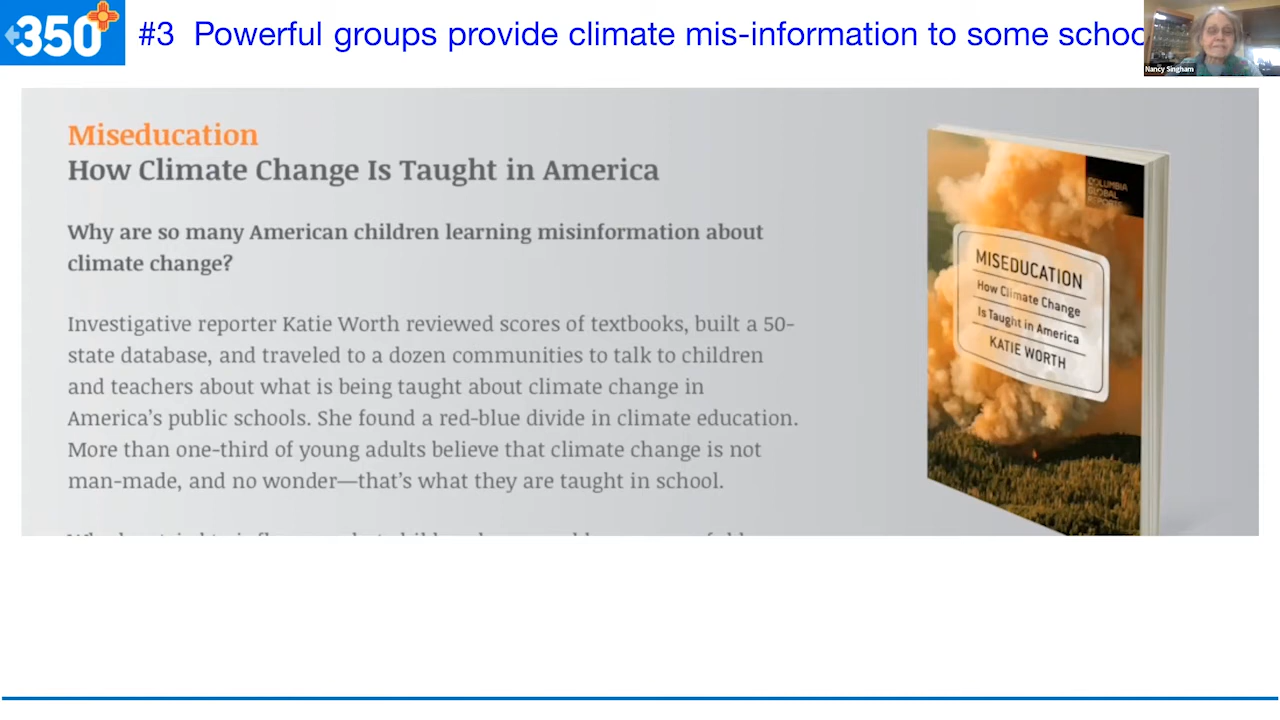 350
#3 Powerful groups provide climate mis-information to some schoo
Nancy Singham
Miseducation
How Climate Change Is Taught in America
Why are so many American children learning misinformation about
climate change?
Investigative reporter Katie Worth reviewed scores of textbooks, built a 50-
state database, and traveled to a dozen communities to talk to children
and teachers about what is being taught about climate change in
America's public schools. She found a red-blue divide in climate education.
More than one-third of young adults believe that climate change is not
man-made, and no wonder—that's what they are taught in school.
COLUMBIA
GLOBAL
REPORTS
MISEDUCATION
How Climate Change
Is Taught in America
KATIE WORTH